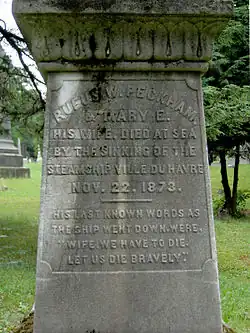 RUFUS W. PECKHAM,
& MARY E.
HIS WIFE, DIED AT SEA
BY THE SINKING OF THE
STEAMSHIP VILLE DU HAVRE
NOV. 22. 1873.
HIS LAST KNOWN WORDS AS
THE SHIP WENT DOWN, WERE,
"WIFE, WE HAVE TO DIE.
LET US DIE BRAVELY".